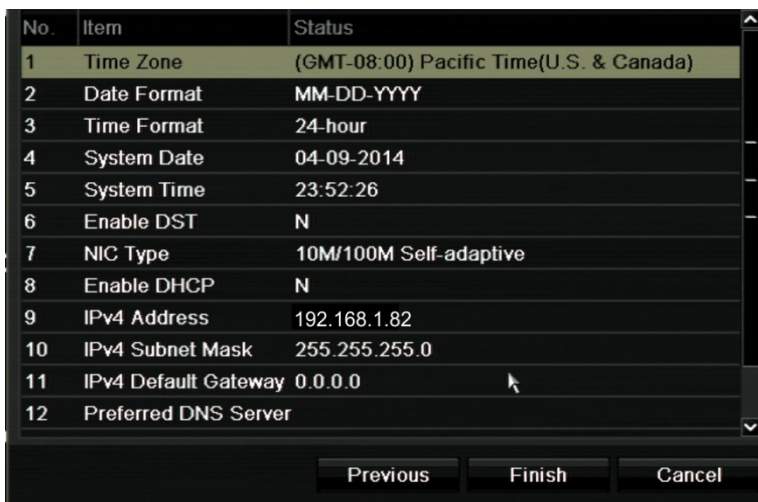 No. Item Status
1 Time Zone (GMT-08:00) Pacific Time(U.S. & Canada)
2 Date Format MM-DD-YYYY
3 Time Format 24-hour
4 System Date 04-09-2014
5 System Time 23:52:26
6 Enable DST N
7 NIC Type 10M/100M Self-adaptive
8 Enable DHCP N
9 IPv4 Address 192.168.1.82
10 IPv4 Subnet Mask 255.255.255.0
11 IPv4 Default Gateway 0.0.0.0
12 Preferred DNS Server
Previous Finish Cancel